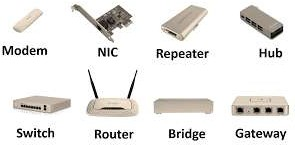 Modem
NIC
Repeater
Hub
Switch
Router
Bridge
Gateway